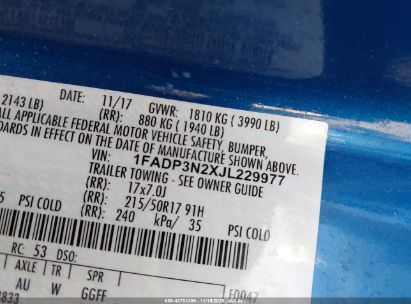 DATE: 11/17 GVWR: 1810 KG ( 3990 LB)
2143 LB) (RR): 880 KG ( 1940 LB)
ALL APPLICABLE FEDERAL MOTOR VEHICLE SAFETY, BUMPER,
DARDS IN EFFECT ON THE DATE OF MANUFACTURE SHOWN ABOVE.
VIN: 1FADP3N2XJL229977
TRAILER TOWING - SEE OWNER GUIDE
(RR): 17x7.0J
(RR): 215/50R17 91H
5 PSI COLD (RR): 240 kPa/ 35 PSI COLD
RC: 53 DSO:
AXLE TR SPR
AU W GGFF
E0047